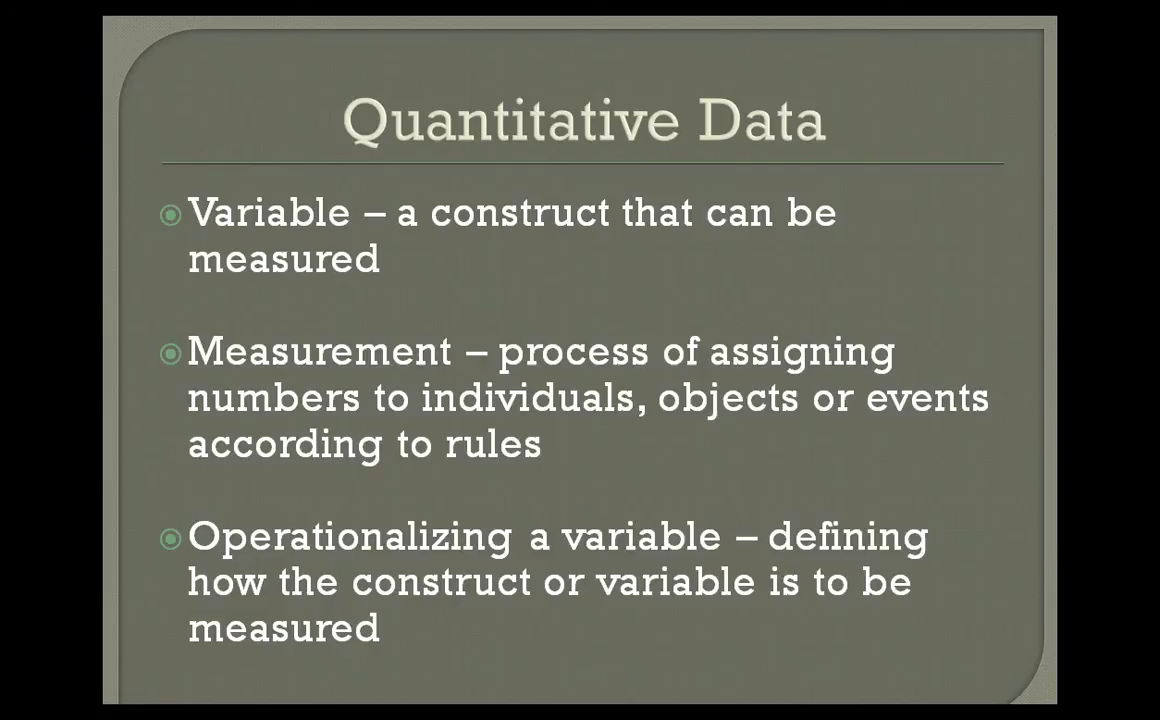 Quantitative Data
Variable – a construct that can be
measured
Measurement – process of assigning
numbers to individuals, objects or events
according to rules
Operationalizing a variable – defining
how the construct or variable is to be
measured